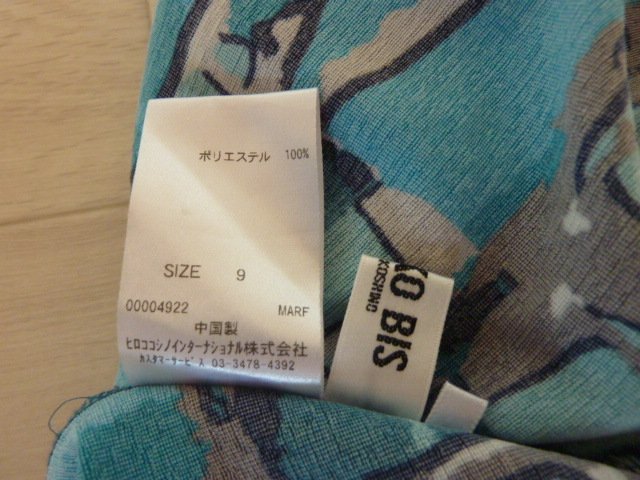 ポリエステル 100%
SIZE 9
00004922 MARF
中国製
ヒロココシノインターナショナル株式会社
カスタマーサービス 03-3478-4392
KO BIS
KOSHINO